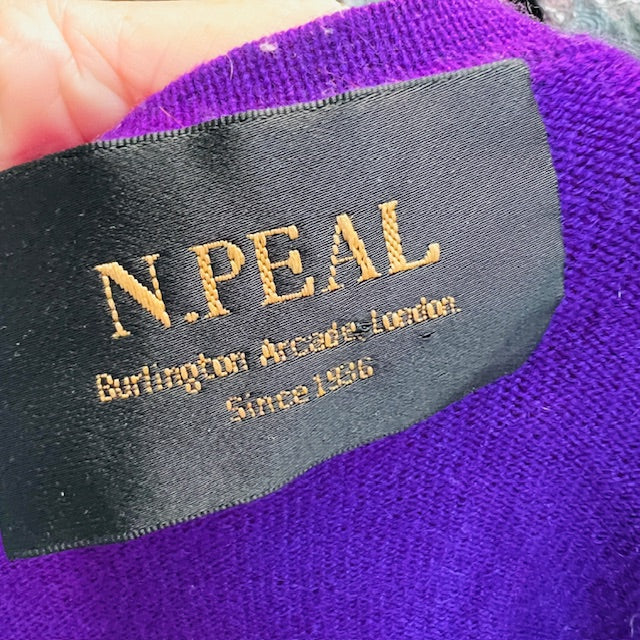 N.PEAL
Burlington Arcade, London.
Since 1936